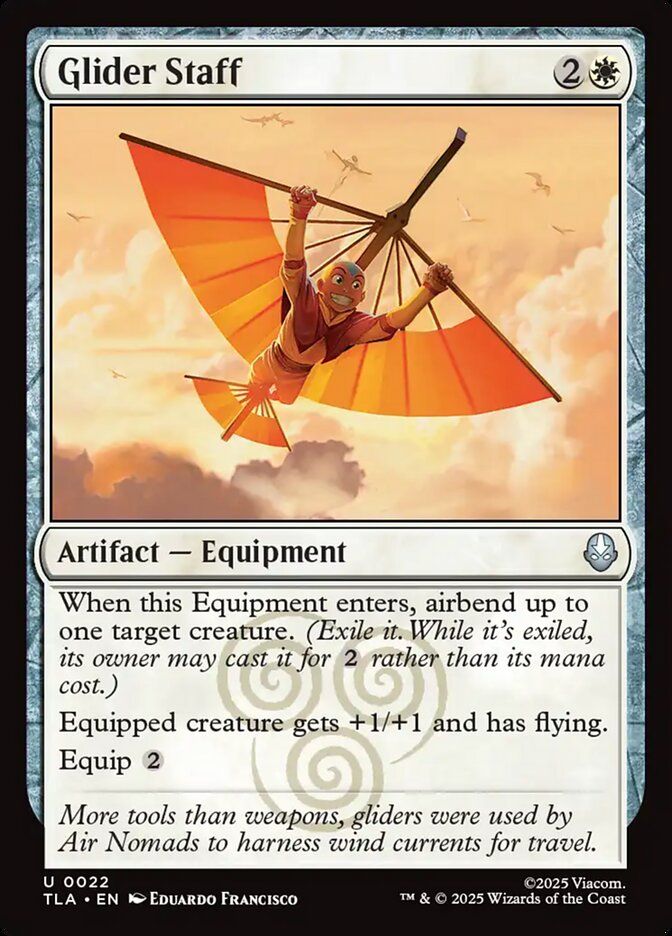 Glider Staff 2
Artifact — Equipment
When this Equipment enters, airbend up to
one target creature. (Exile it. While it's exiled,
its owner may cast it for 2 rather than its mana
cost.)
Equipped creature gets +1/+1 and has flying.
Equip 2
More tools than weapons, gliders were used by
Air Nomads to harness wind currents for travel.
U 0022
TLA • EN Eduardo Francisco
©2025 Viacom.
™ & © 2025 Wizards of the Coast